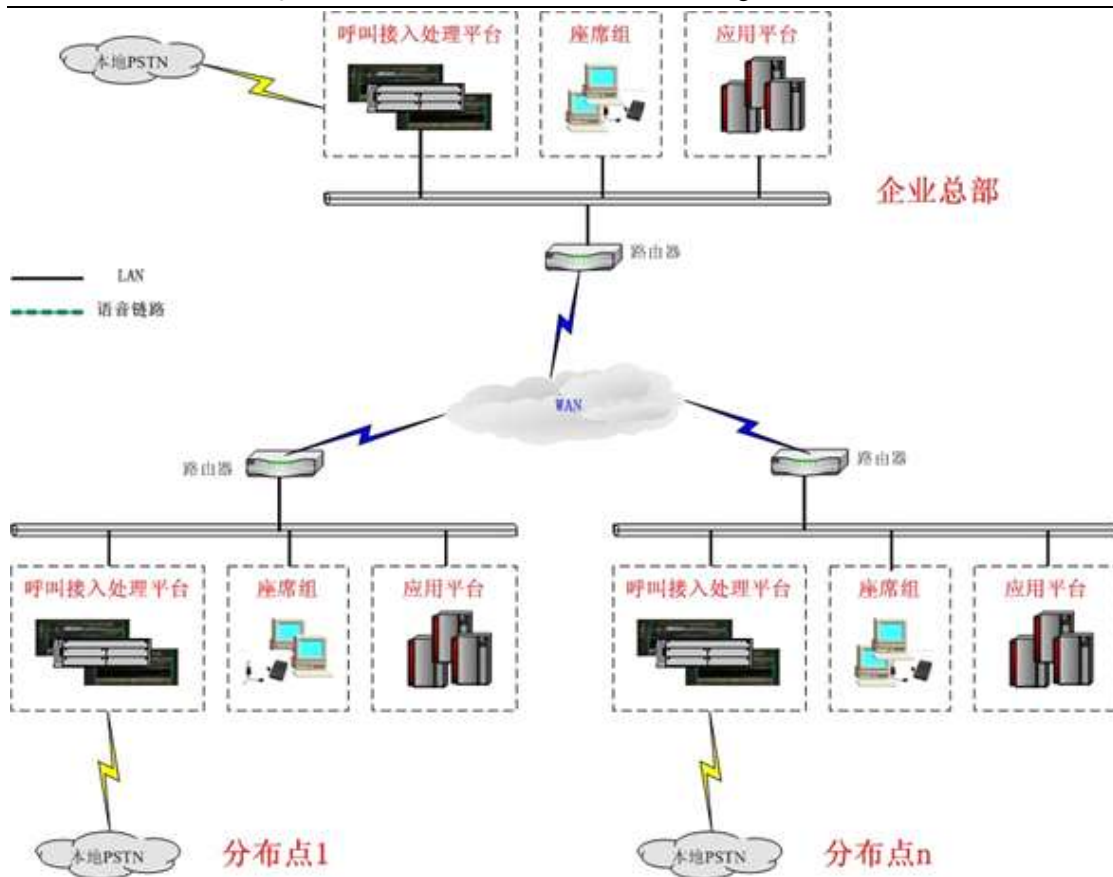 呼叫接入处理平台
座席组
应用平台
本地PSTN
企业总部
路由器
LAN
语音链路
WAN
路由器
路由器
呼叫接入处理平台
座席组
应用平台
呼叫接入处理平台
座席组
应用平台
本地PSTN
分布点1
本地PSTN
分布点n